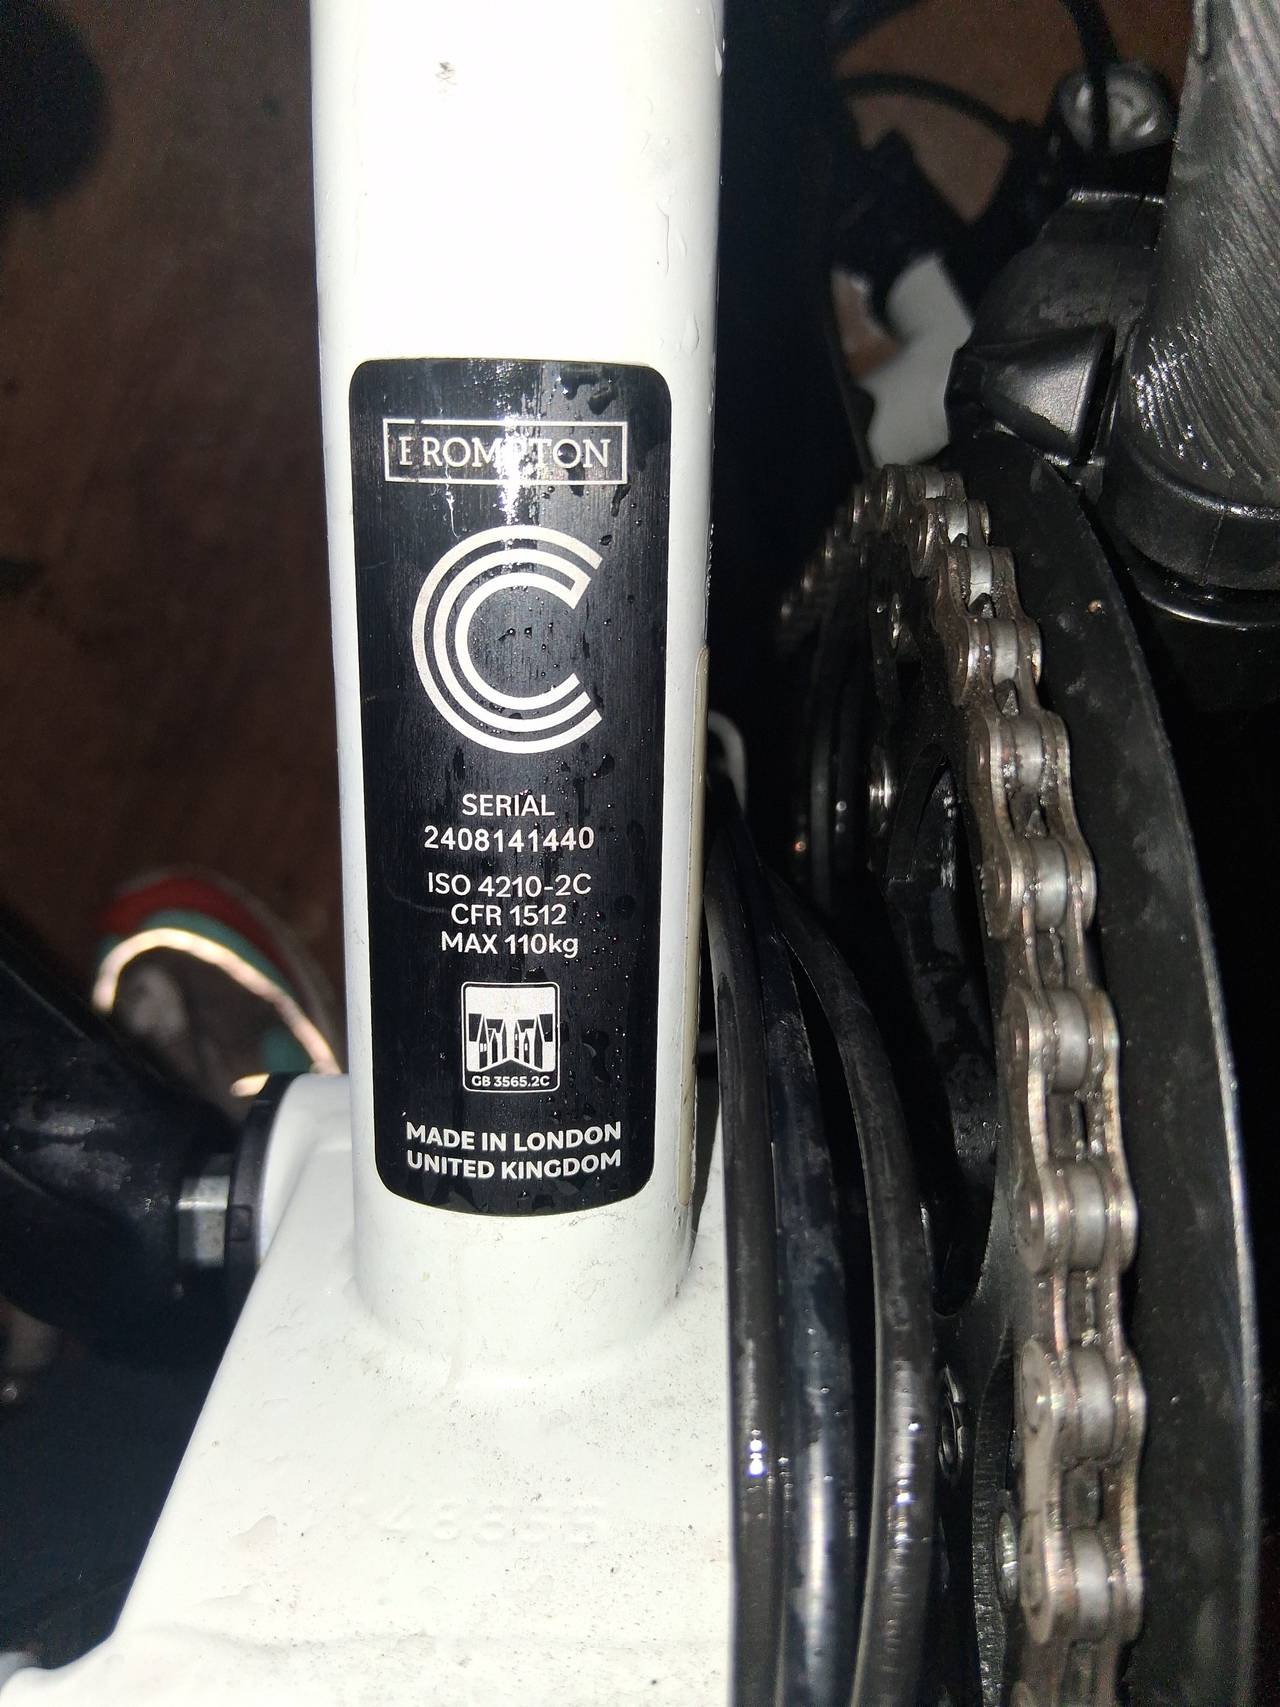 BROMPTON
C
SERIAL
2408141440
ISO 4210-2C
CFR 1512
MAX 110kg
GB 3565.2C
MADE IN LONDON
UNITED KINGDOM